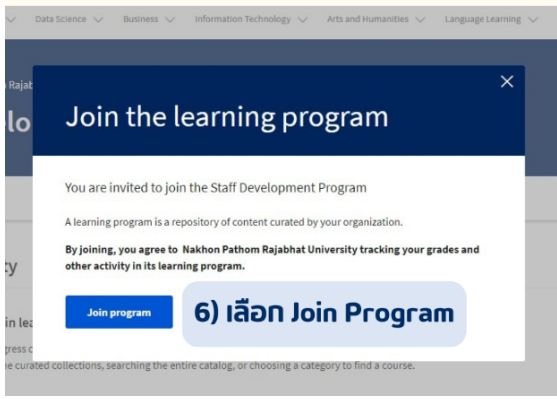 Data Science Business Information Technology Arts and Humanities Language Learning
Rajab
lo
Join the learning program
You are invited to join the Staff Development Program
A learning program is a repository of content curated by your organization.
By joining, you agree to Nakhon Pathom Rajabhat University tracking your grades and
other activity in its learning program.
ty
Join program
6) เลือก Join Program
in lea
gress c
e curated collections, searching the entire catalog, or choosing a category to find a course.